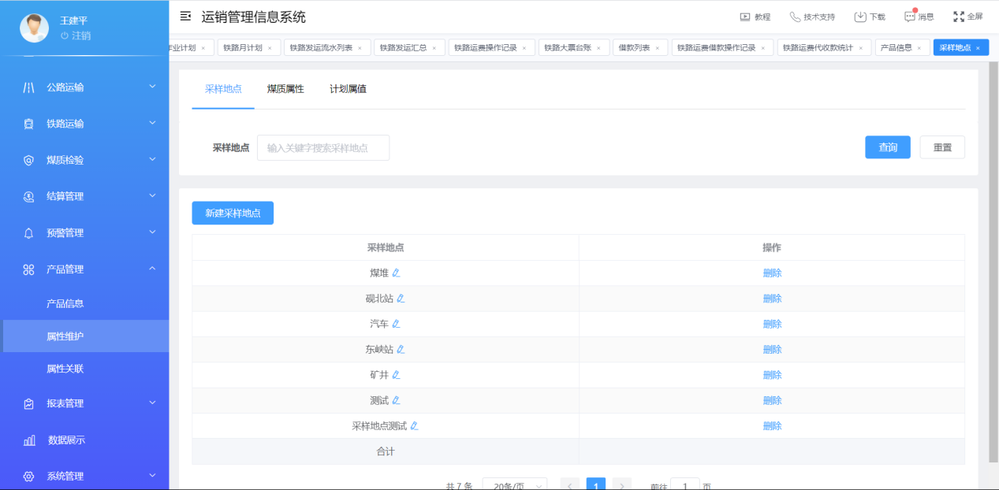 王建平
注销
运销管理信息系统
教程 技术支持 下载 消息 全屏
业计划 × 铁路月计划 × 铁路发运流水列表 × 铁路发运汇总 × 铁路运费操作记录 × 铁路大票台账 × 借款列表 × 铁路运费借款操作记录 × 铁路运费代收款统计 × 产品信息 × 采样地点 ×
公路运输
铁路运输
煤质检验
结算管理
预警管理
产品管理
产品信息
属性维护
属性关联
报表管理
数据展示
系统管理
采样地点 煤质属性 计划属值
采样地点 输入关键字搜索采样地点 查询 重置
新建采样地点
采样地点 操作
煤堆 删除
砚北站 删除
汽车 删除
东峡站 删除
矿井 删除
测试 删除
采样地点测试 删除
合计
共 7 条 20条/页 1 前往 1 页